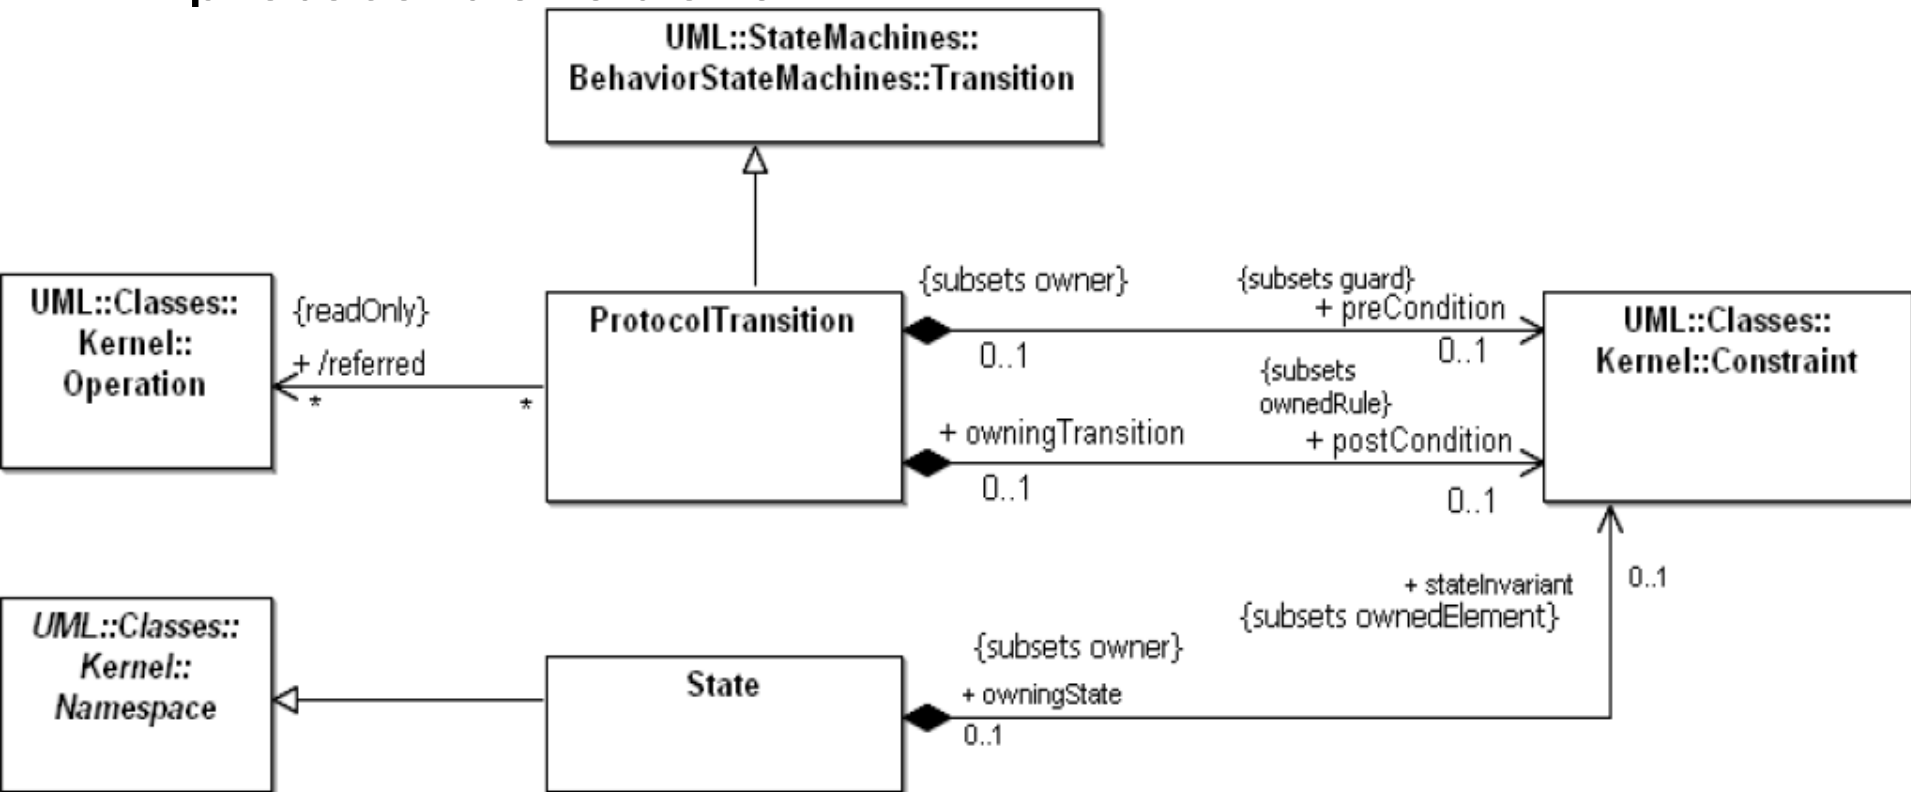 UML::StateMachines::
BehaviorStateMachines::Transition
UML::Classes::
Kernel::
Operation
{readOnly}
+ /referred
*
*
ProtocolTransition
{subsets owner}
0..1
{subsets guard}
+ preCondition
0..1
+ owningTransition
0..1
{subsets
ownedRule}
+ postCondition
0..1
UML::Classes::
Kernel::Constraint
UML::Classes::
Kernel::
Namespace
State
{subsets owner}
+ owningState
0..1
+ stateInvariant
{subsets ownedElement}
0..1